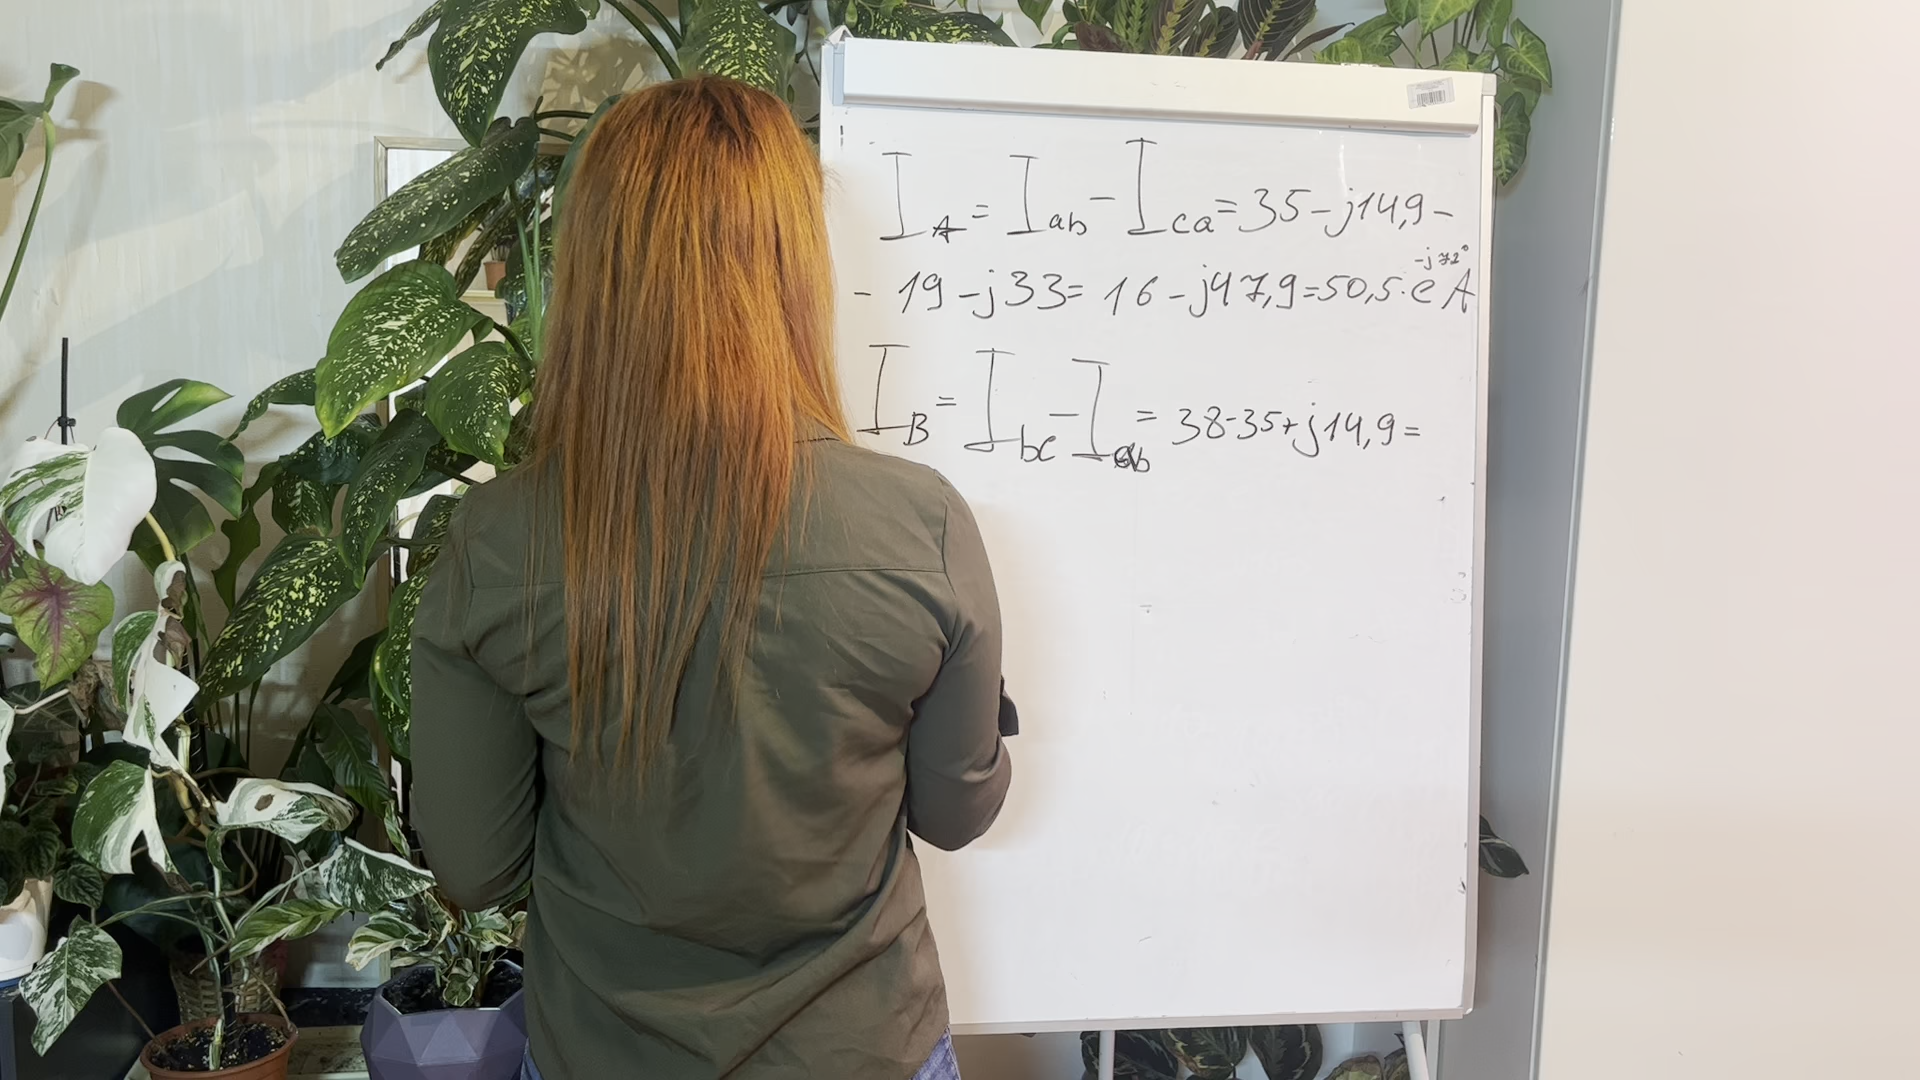 I_A = I_ab - I_ca = 35 - j14,9 -
- 19 - j33 = 16 - j47,9 = 50,5 · e^-j72° A
I_B = I_bc - I_ab = 38 - 35 + j14,9 =